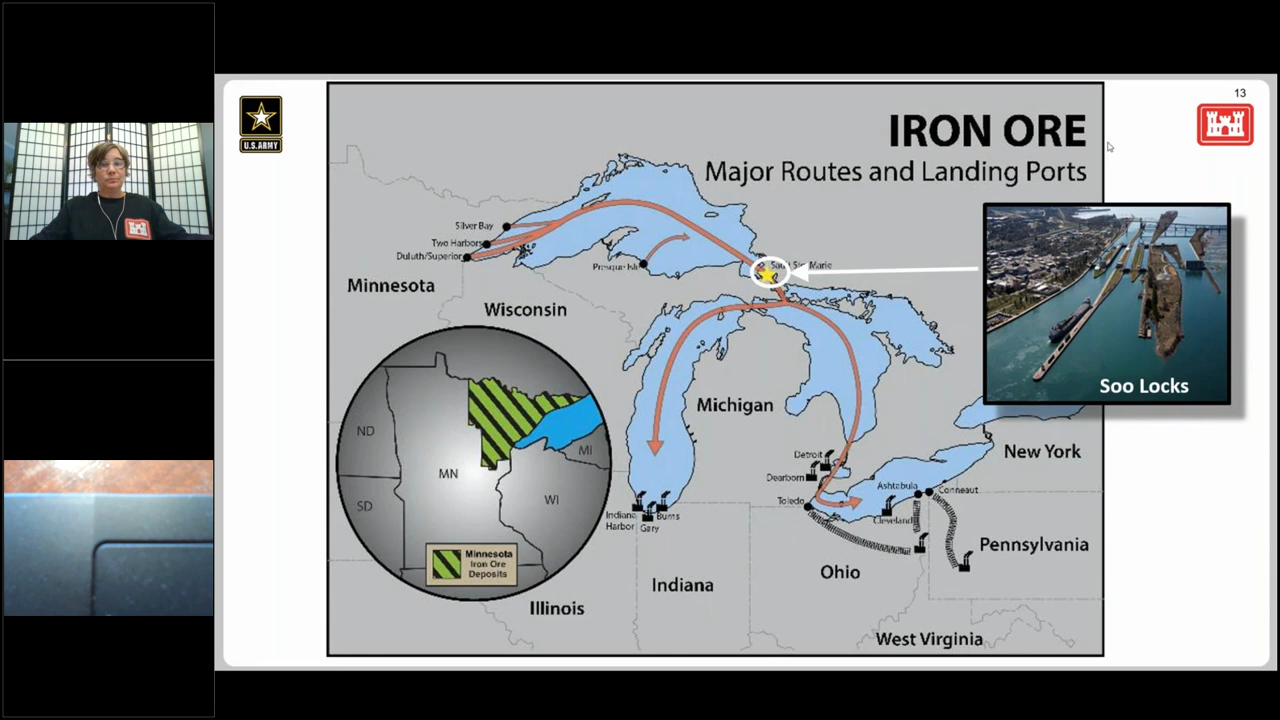 13
U.S.ARMY
IRON ORE
Major Routes and Landing Ports
Silver Bay
Two Harbors
Duluth/Superior
Presque Isle
Sault Ste. Marie
Minnesota
Wisconsin
Soo Locks
Michigan
New York
ND
MN
MI
SD
WI
Detroit
Dearborn
Toledo
Ashtabula
Conneaut
Cleveland
Indiana
Harbor
Gary
Burns
Pennsylvania
Minnesota
Iron Ore
Deposits
Ohio
Indiana
Illinois
West Virginia